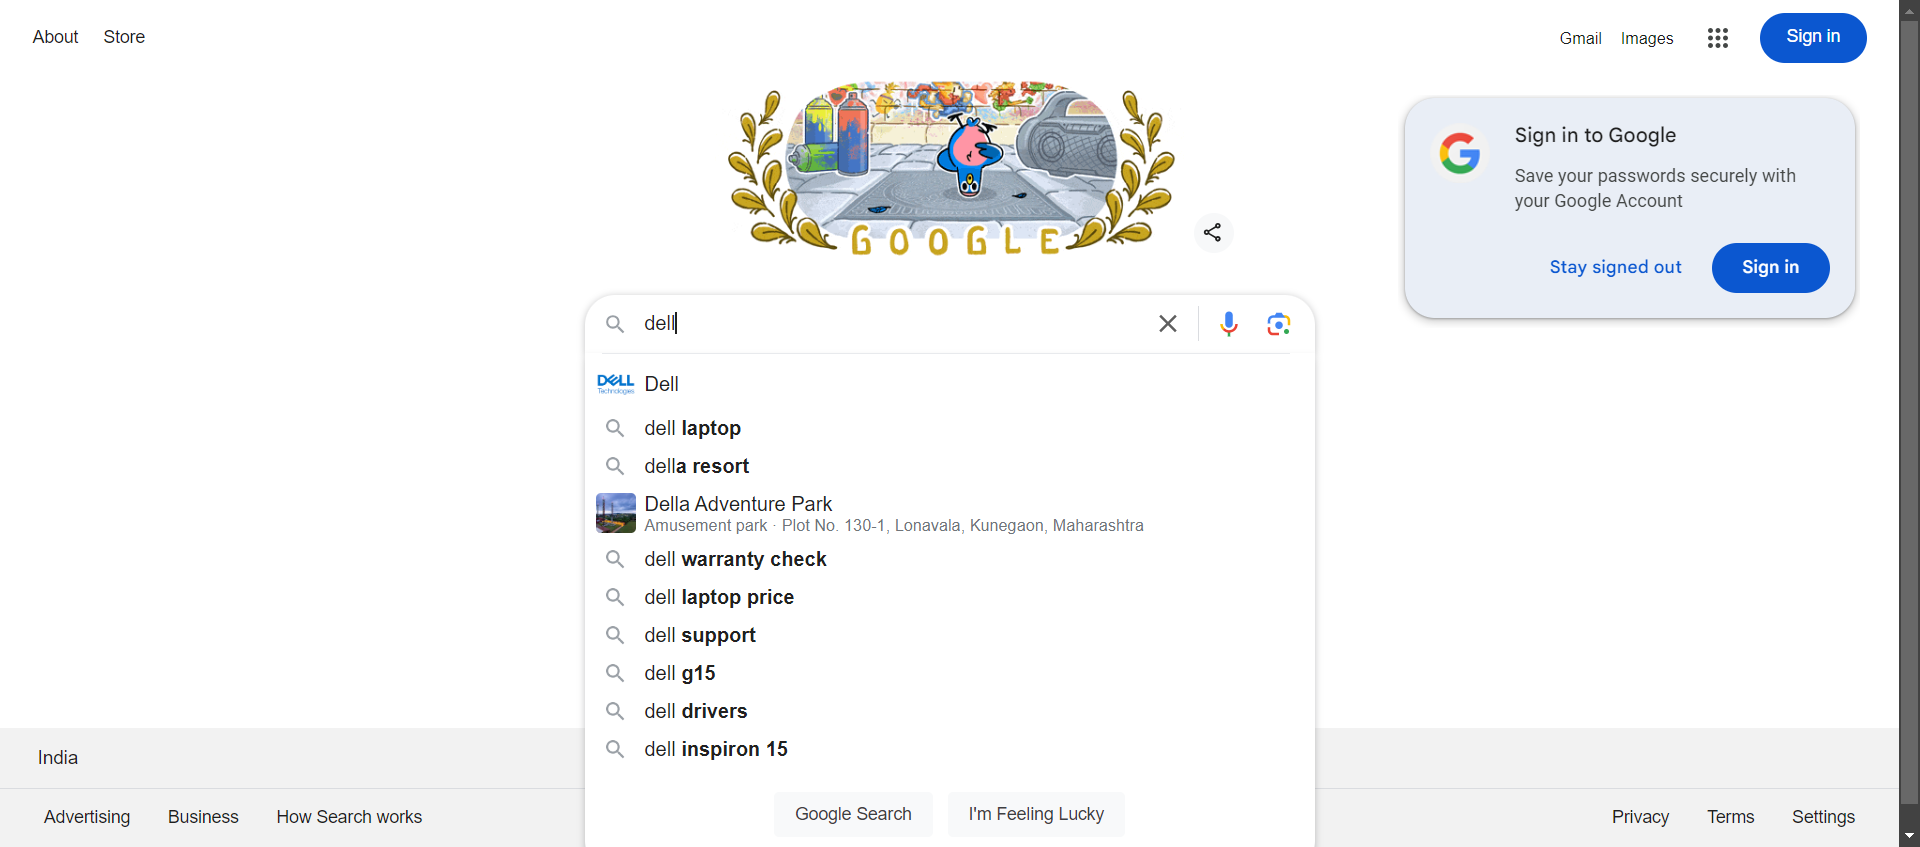 About
Store
Gmail
Images
Sign in
GOOGLE
Sign in to Google
Save your passwords securely with
your Google Account
Stay signed out
Sign in
dell
DELL
Technologies
Dell
dell laptop
della resort
Della Adventure Park
Amusement park · Plot No. 130-1, Lonavala, Kunegaon, Maharashtra
dell warranty check
dell laptop price
dell support
dell g15
dell drivers
dell inspiron 15
Google Search
I'm Feeling Lucky
India
Advertising
Business
How Search works
Privacy
Terms
Settings